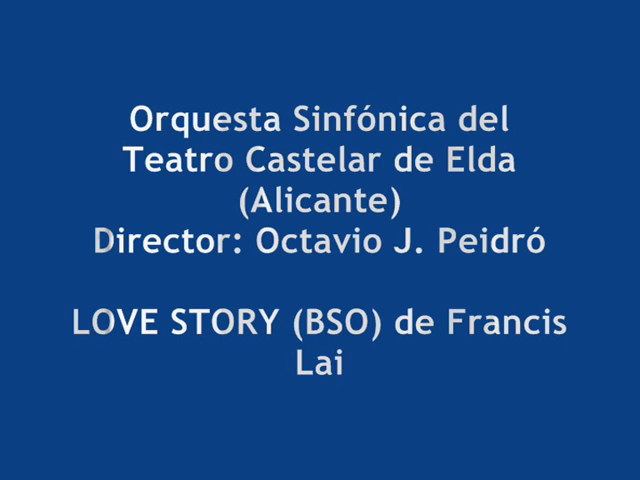 Orquesta Sinfónica del
Teatro Castelar de Elda
(Alicante)
Director: Octavio J. Peidró
LOVE STORY (BSO) de Francis
Lai